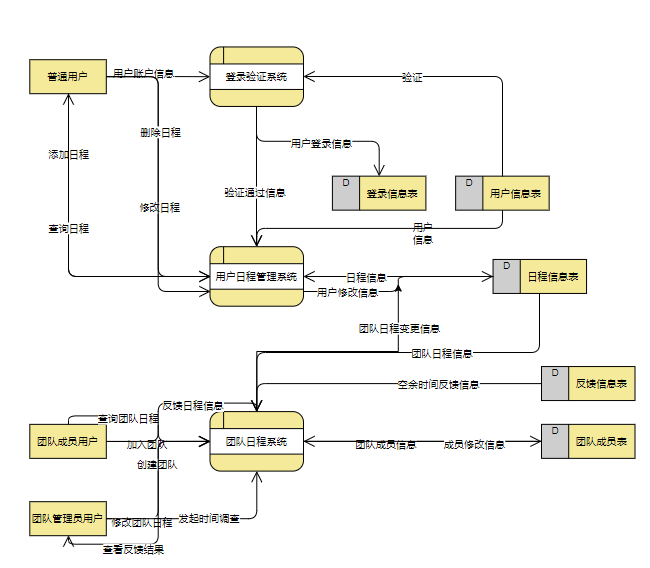 普通用户
用户账户信息
登录验证系统
验证
删除日程
用户登录信息
添加日程
D
登录信息表
D
用户信息表
验证通过信息
修改日程
查询日程
用户
信息
D
日程信息表
用户日程管理系统
日程信息
用户修改信息
团队日程变更信息
团队日程信息
D
反馈信息表
空余时间反馈信息
反馈日程信息
查询团队日程
团队成员用户
加入团队
团队日程系统
团队成员信息
成员修改信息
D
团队成员表
创建团队
团队管理员用户
修改团队日程
发起时间调查
查看反馈结果